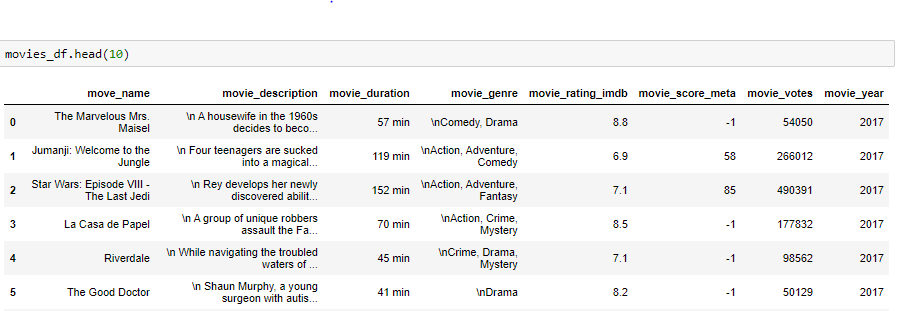 movies_df.head(10)
move_name movie_description movie_duration movie_genre movie_rating_imdb movie_score_meta movie_votes movie_year
0 The Marvelous Mrs. Maisel \n A housewife in the 1960s decides to beco... 57 min \nComedy, Drama 8.8 -1 54050 2017
1 Jumanji: Welcome to the Jungle \n Four teenagers are sucked into a magical... 119 min \nAction, Adventure, Comedy 6.9 58 266012 2017
2 Star Wars: Episode VIII - The Last Jedi \n Rey develops her newly discovered abilit... 152 min \nAction, Adventure, Fantasy 7.1 85 490391 2017
3 La Casa de Papel \n A group of unique robbers assault the Fa... 70 min \nAction, Crime, Mystery 8.5 -1 177832 2017
4 Riverdale \n While navigating the troubled waters of ... 45 min \nCrime, Drama, Mystery 7.1 -1 98562 2017
5 The Good Doctor \n Shaun Murphy, a young surgeon with autis... 41 min \nDrama 8.2 -1 50129 2017